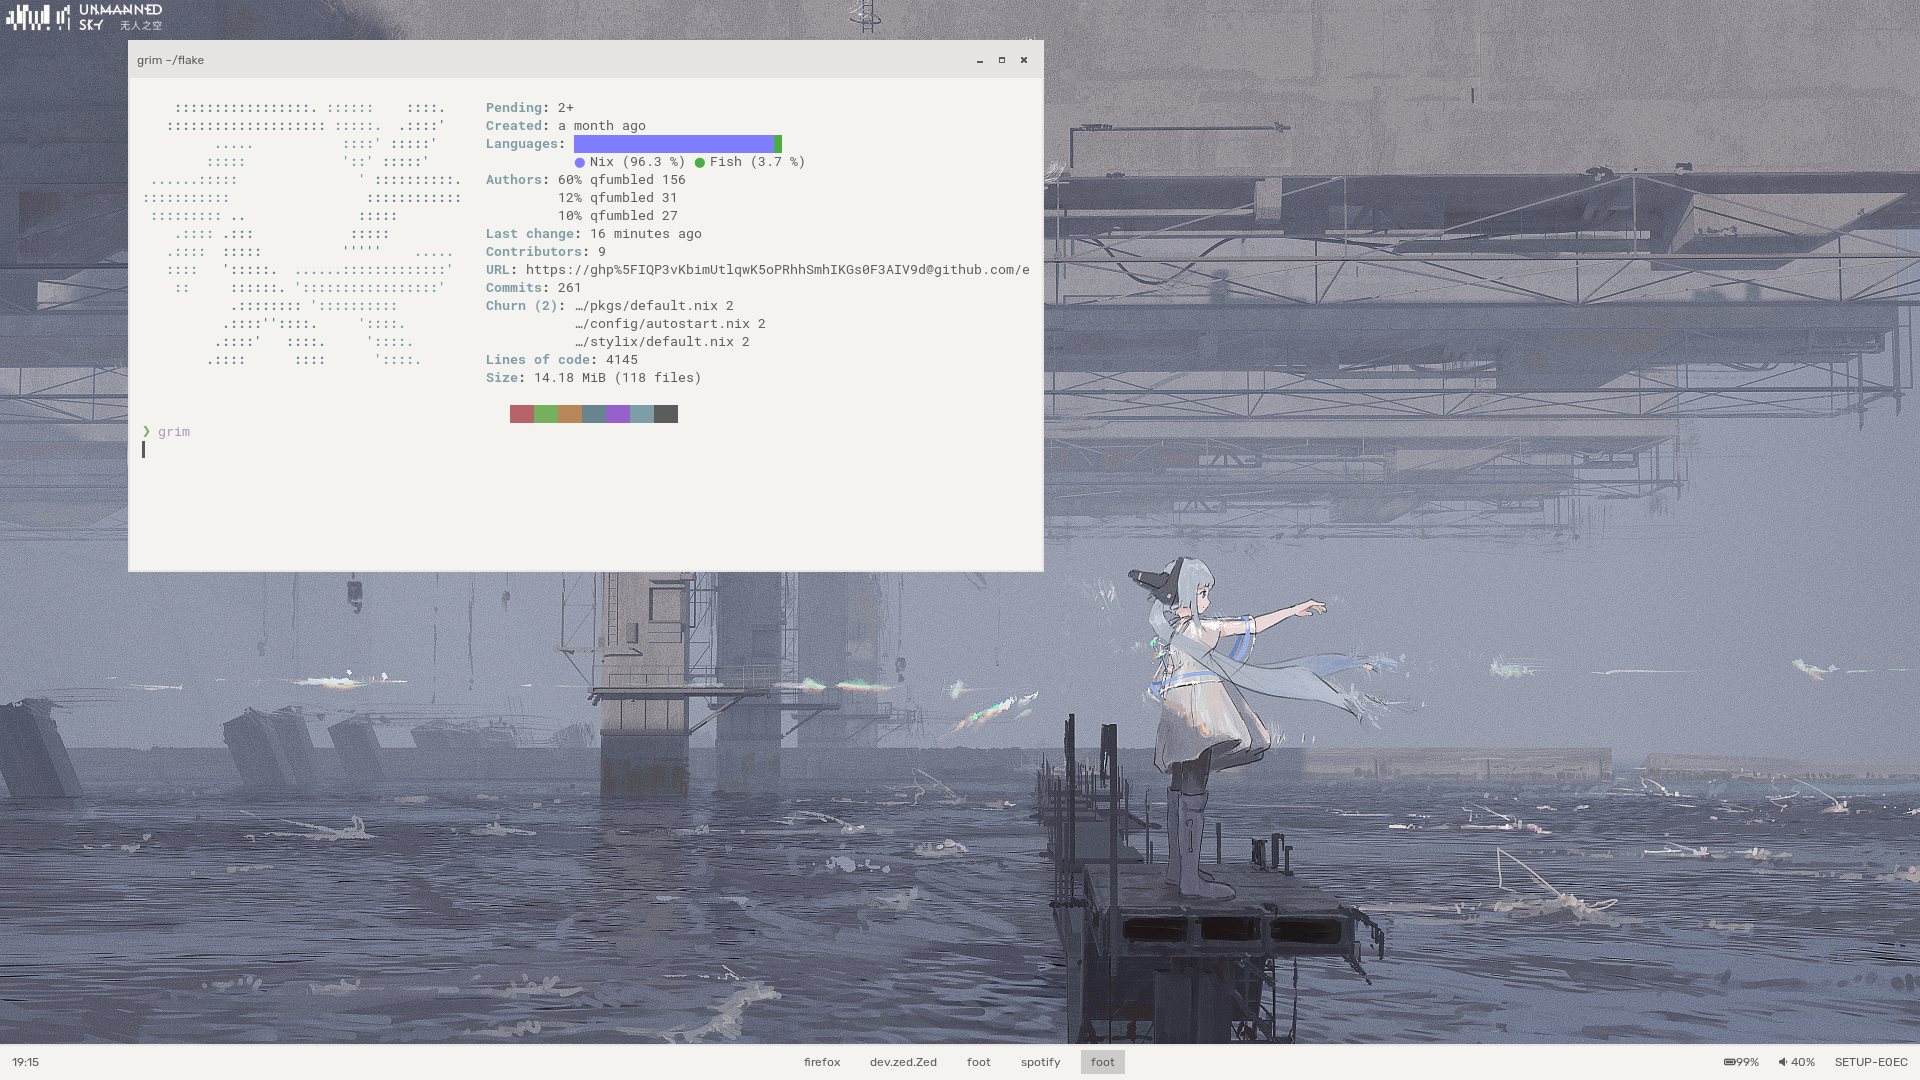 UNMANNED
SKY 无人之空
grim ~/flake
Pending: 2+
Created: a month ago
Languages:
Nix (96.3 %) Fish (3.7 %)
Authors: 60% qfumbled 156
12% qfumbled 31
10% qfumbled 27
Last change: 16 minutes ago
Contributors: 9
URL: https://ghp%5FIQP3vKbimUtlqwK5oPRhhSmhIKGs0F3AIV9d@github.com/e
Commits: 261
Churn (2): …/pkgs/default.nix 2
…/config/autostart.nix 2
…/stylix/default.nix 2
Lines of code: 4145
Size: 14.18 MiB (118 files)
❯ grim
19:15 firefox dev.zed.Zed foot spotify foot 99% 40% SETUP-E0EC